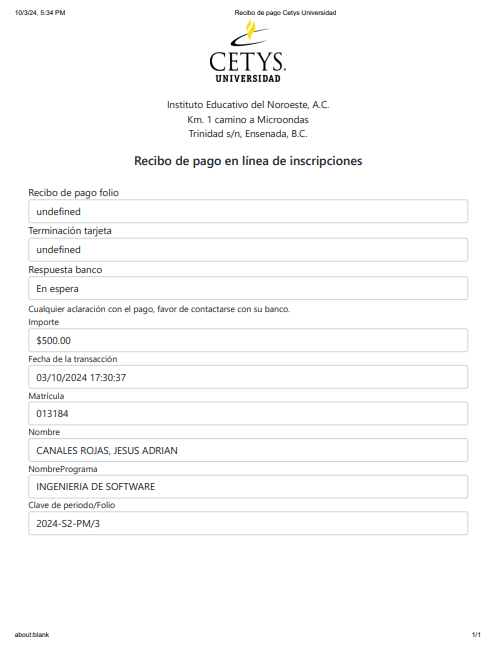 10/3/24, 5:34 PM
Recibo de pago Cetys Universidad
CETYS
UNIVERSIDAD
Instituto Educativo del Noroeste, A.C.
Km. 1 camino a Microondas
Trinidad s/n, Ensenada, B.C.
Recibo de pago en línea de inscripciones
Recibo de pago folio
undefined
Terminación tarjeta
undefined
Respuesta banco
En espera
Cualquier aclaración con el pago, favor de contactarse con su banco.
Importe
$500.00
Fecha de la transacción
03/10/2024 17:30:37
Matrícula
013184
Nombre
CANALES ROJAS, JESUS ADRIAN
NombrePrograma
INGENIERIA DE SOFTWARE
Clave de periodo/Folio
2024-S2-PM/3
about:blank
1/1